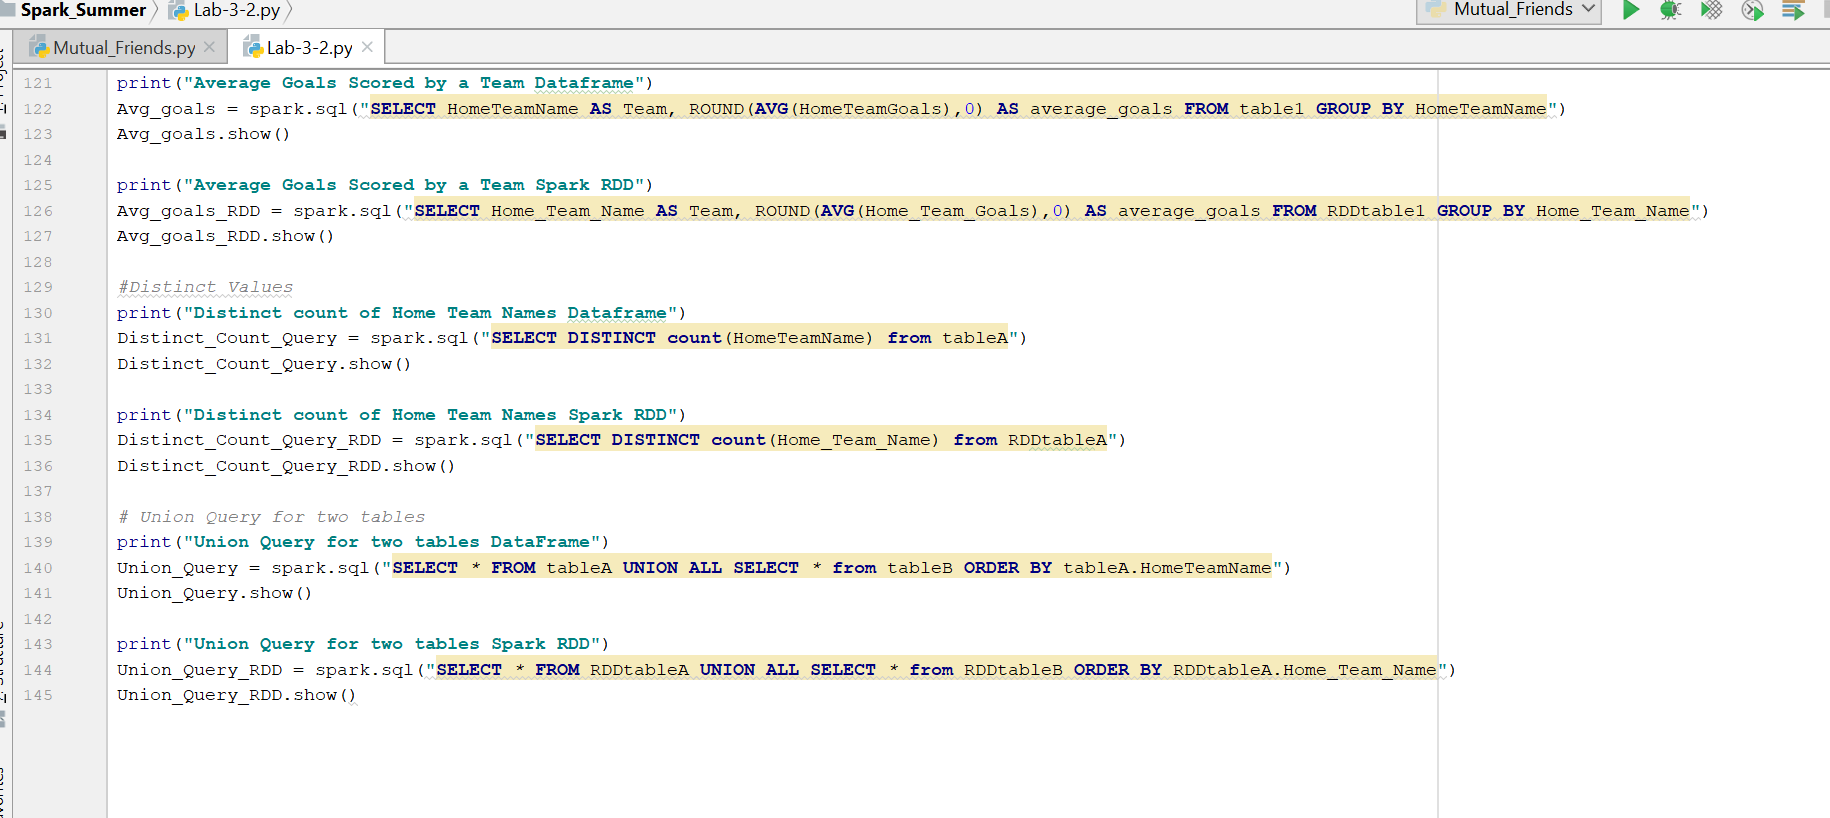 Spark_Summer
Lab-3-2.py
Mutual_Friends
Mutual_Friends.py
Lab-3-2.py
121 print("Average Goals Scored by a Team Dataframe")
122 Avg_goals = spark.sql("SELECT HomeTeamName AS Team, ROUND(AVG(HomeTeamGoals),0) AS average_goals FROM table1 GROUP BY HomeTeamName")
123 Avg_goals.show()
124
125 print("Average Goals Scored by a Team Spark RDD")
126 Avg_goals_RDD = spark.sql("SELECT Home_Team_Name AS Team, ROUND(AVG(Home_Team_Goals),0) AS average_goals FROM RDDtable1 GROUP BY Home_Team_Name")
127 Avg_goals_RDD.show()
128
129 #Distinct Values
130 print("Distinct count of Home Team Names Dataframe")
131 Distinct_Count_Query = spark.sql("SELECT DISTINCT count(HomeTeamName) from tableA")
132 Distinct_Count_Query.show()
133
134 print("Distinct count of Home Team Names Spark RDD")
135 Distinct_Count_Query_RDD = spark.sql("SELECT DISTINCT count(Home_Team_Name) from RDDtableA")
136 Distinct_Count_Query_RDD.show()
137
138 # Union Query for two tables
139 print("Union Query for two tables DataFrame")
140 Union_Query = spark.sql("SELECT * FROM tableA UNION ALL SELECT * from tableB ORDER BY tableA.HomeTeamName")
141 Union_Query.show()
142
143 print("Union Query for two tables Spark RDD")
144 Union_Query_RDD = spark.sql("SELECT * FROM RDDtableA UNION ALL SELECT * from RDDtableB ORDER BY RDDtableA.Home_Team_Name")
145 Union_Query_RDD.show()